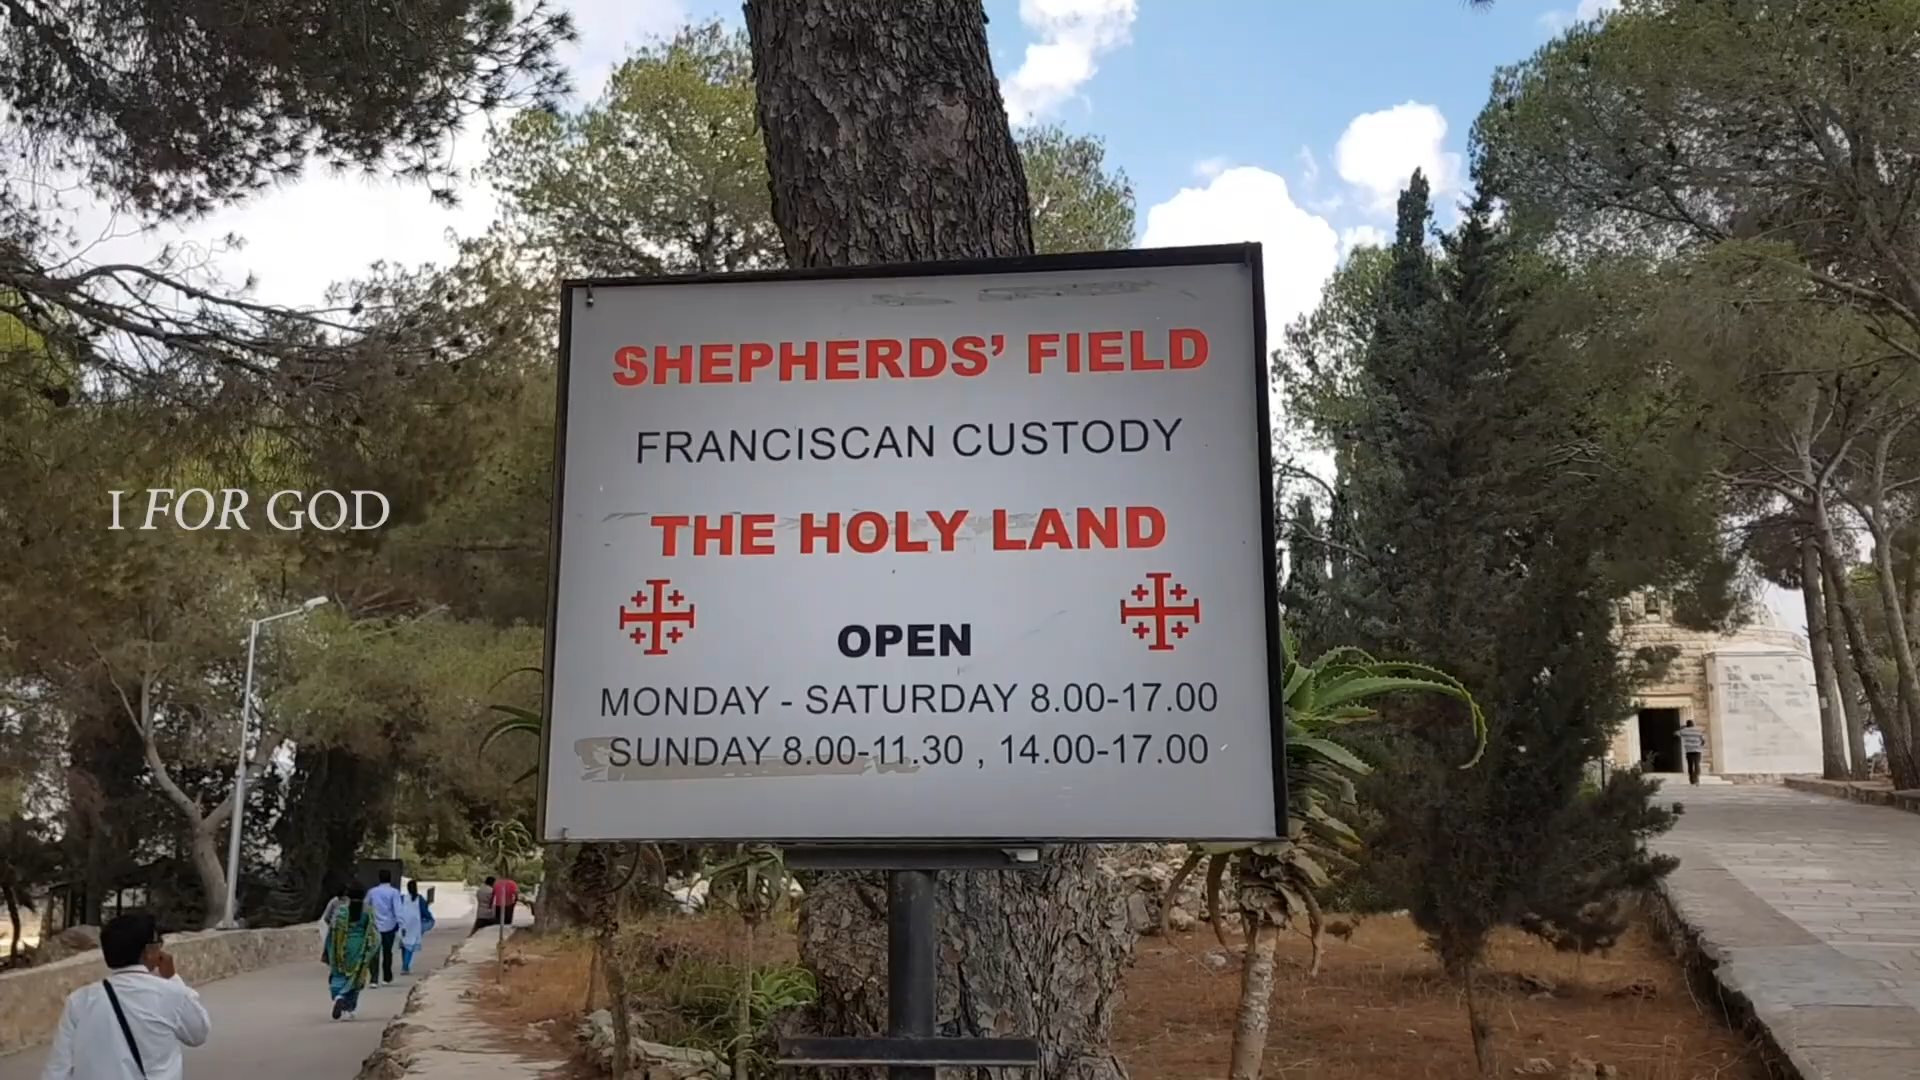 SHEPHERDS’ FIELD
FRANCISCAN CUSTODY
THE HOLY LAND
OPEN
MONDAY - SATURDAY 8.00-17.00
SUNDAY 8.00-11.30 , 14.00-17.00
I FOR GOD